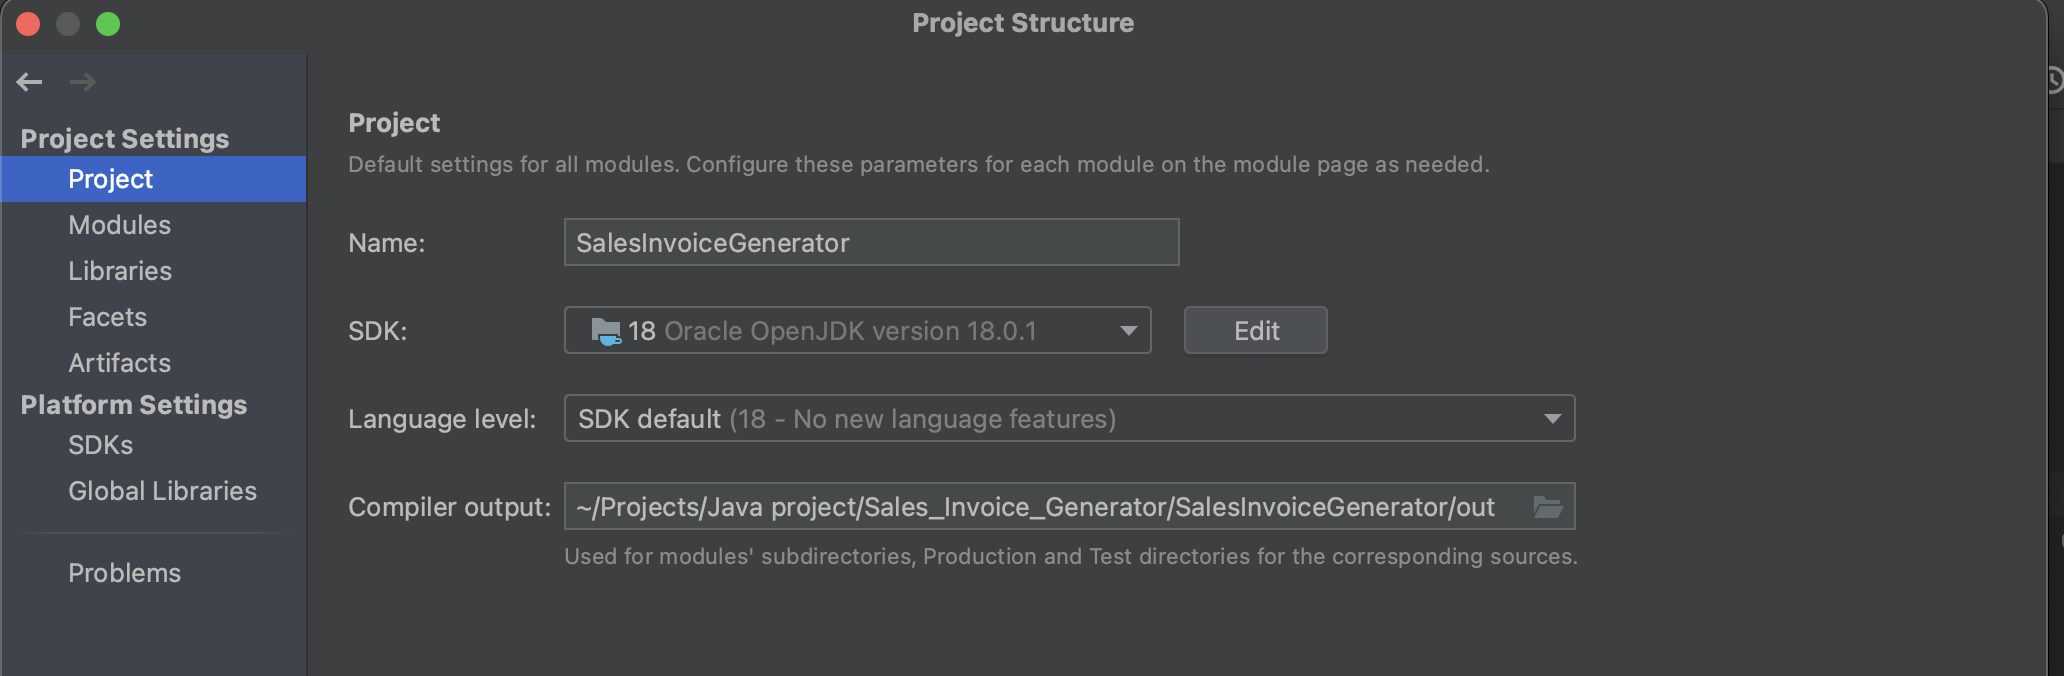 Project Structure
Project Settings
Project
Modules
Libraries
Facets
Artifacts
Platform Settings
SDKs
Global Libraries
Problems
Project
Default settings for all modules. Configure these parameters for each module on the module page as needed.
Name: SalesInvoiceGenerator
SDK: 18 Oracle OpenJDK version 18.0.1 Edit
Language level: SDK default (18 - No new language features)
Compiler output: ~/Projects/Java project/Sales_Invoice_Generator/SalesInvoiceGenerator/out
Used for modules' subdirectories, Production and Test directories for the corresponding sources.